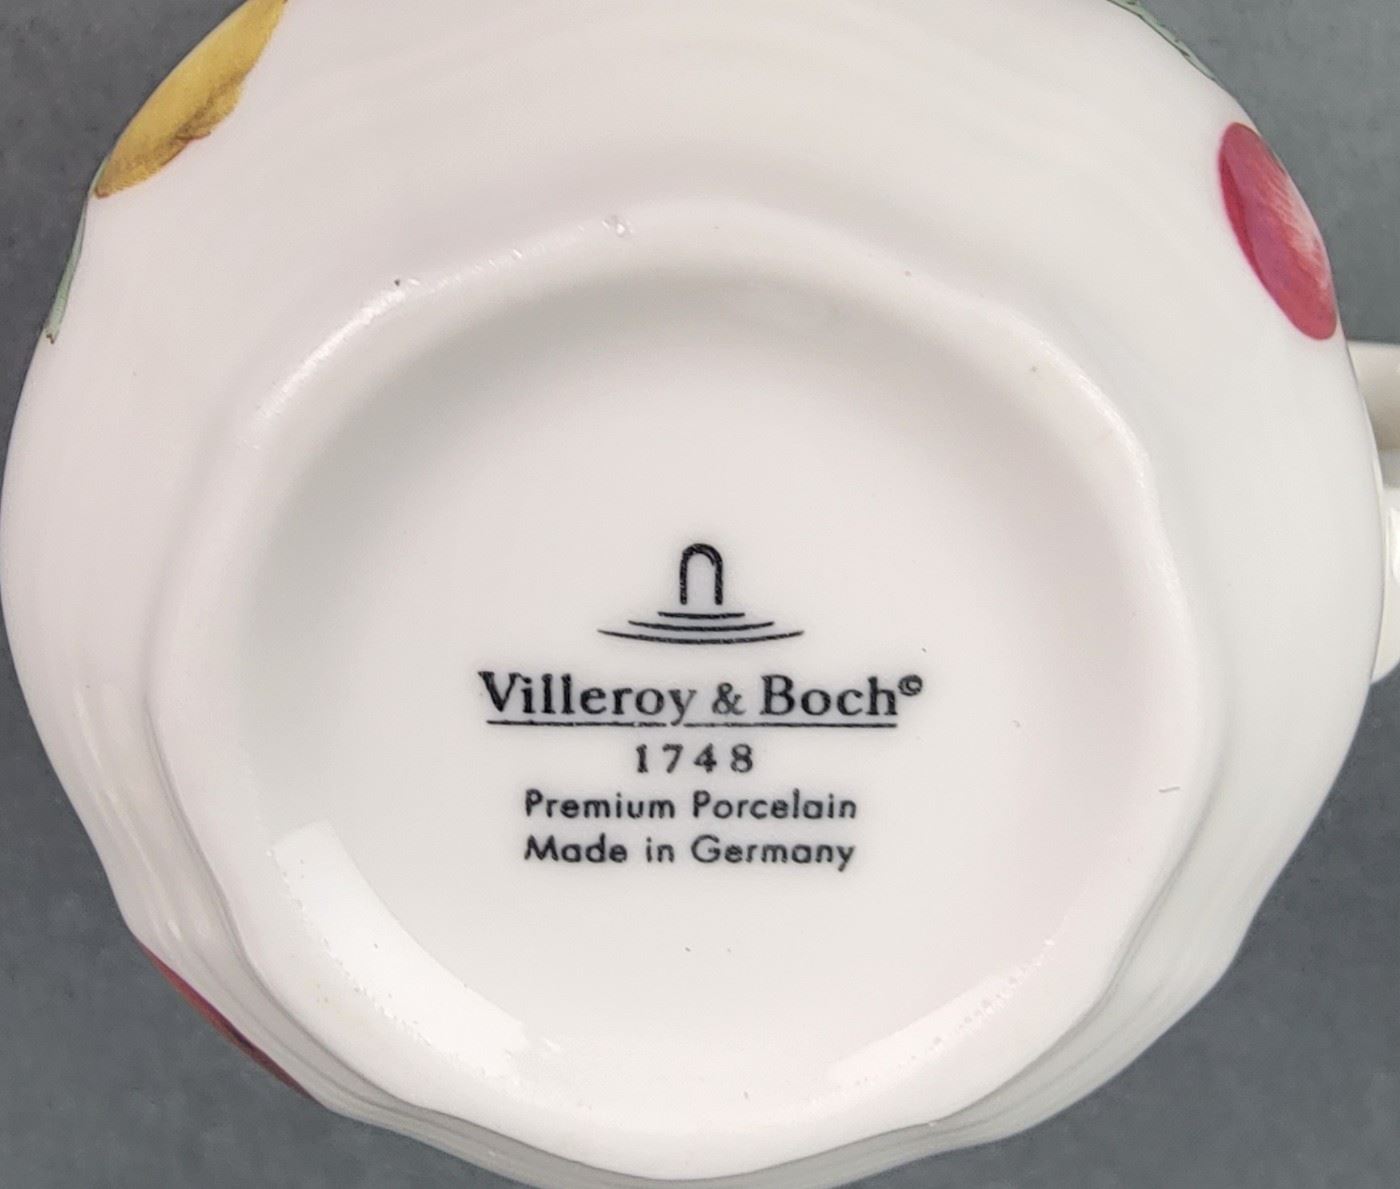 Villeroy & Boch©
1748
Premium Porcelain
Made in Germany